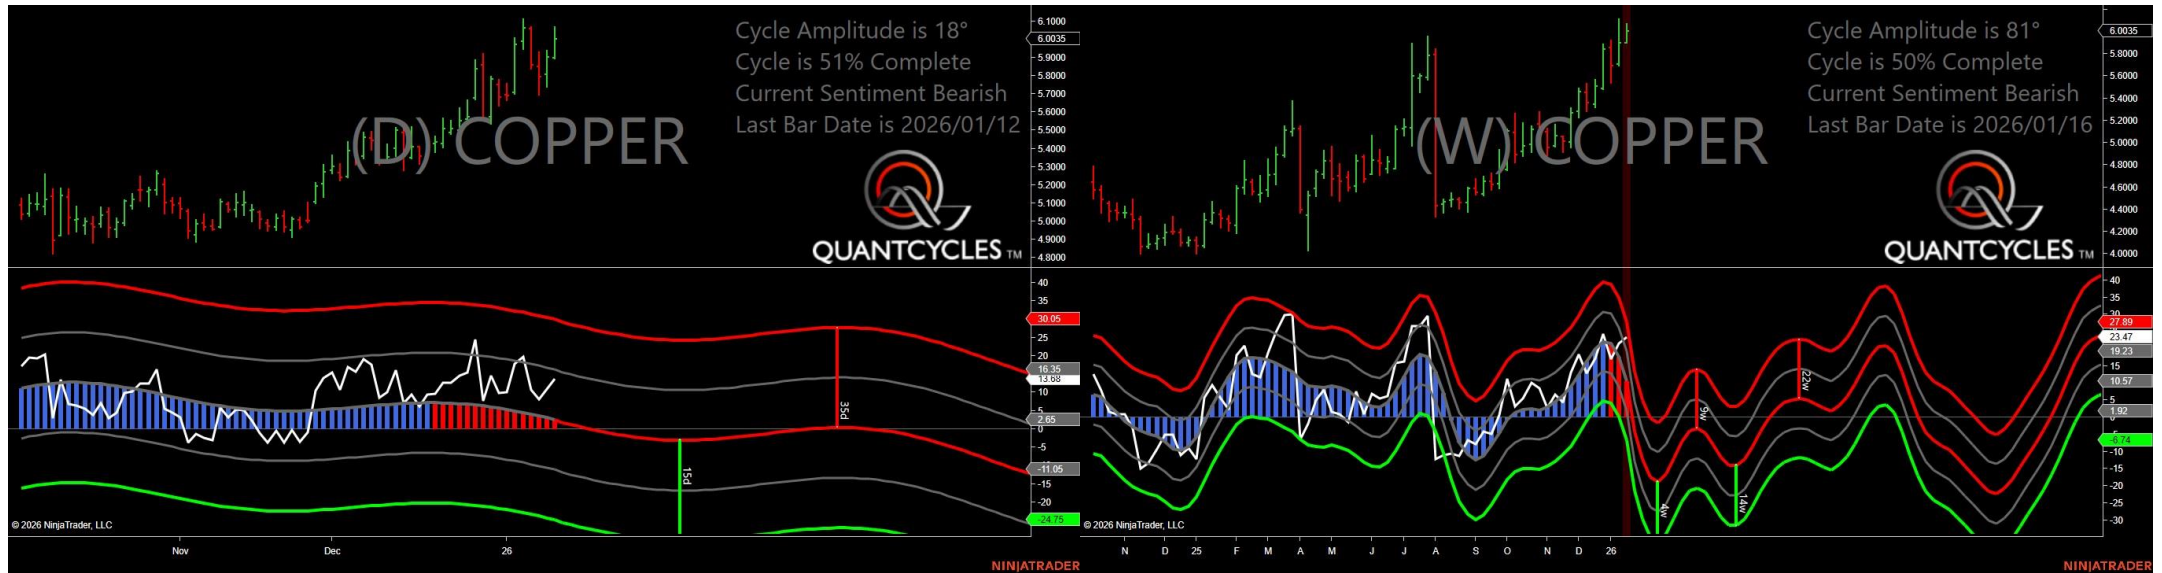 Cycle Amplitude is 18°
Cycle is 51% Complete
Current Sentiment Bearish
Last Bar Date is 2026/01/12
(D) COPPER
QUANTCYCLES TM
6.1000
6.0035
5.9000
5.8000
5.7000
5.6000
5.5000
5.4000
5.3000
5.2000
5.1000
5.0000
4.9000
4.8000
40
35
30.05
25
20
16.35
13.68
10
5
2.65
0
-5
-11.05
-15
-20
-24.75
15d
35d
© 2026 NinjaTrader, LLC
Nov
Dec
26
NINJATRADER
Cycle Amplitude is 81°
Cycle is 50% Complete
Current Sentiment Bearish
Last Bar Date is 2026/01/16
(W) COPPER
QUANTCYCLES TM
6.0035
5.8000
5.6000
5.4000
5.2000
5.0000
4.8000
4.6000
4.4000
4.2000
4.0000
40
35
30
27.89
23.47
19.23
15
10.57
5
1.92
-6.74
-10
-15
-20
-25
-30
4w
9w
14w
22w
© 2026 NinjaTrader, LLC
N D 25 F M A M J J A S O N D 26
NINJATRADER